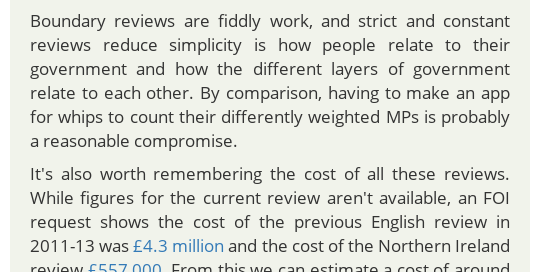 Boundary reviews are fiddly work, and strict and constant
reviews reduce simplicity is how people relate to their
government and how the different layers of government
relate to each other. By comparison, having to make an app
for whips to count their differently weighted MPs is probably
a reasonable compromise.
It's also worth remembering the cost of all these reviews.
While figures for the current review aren't available, an FOI
request shows the cost of the previous English review in
2011-13 was £4.3 million and the cost of the Northern Ireland
review £557,000. From this we can estimate a cost of around